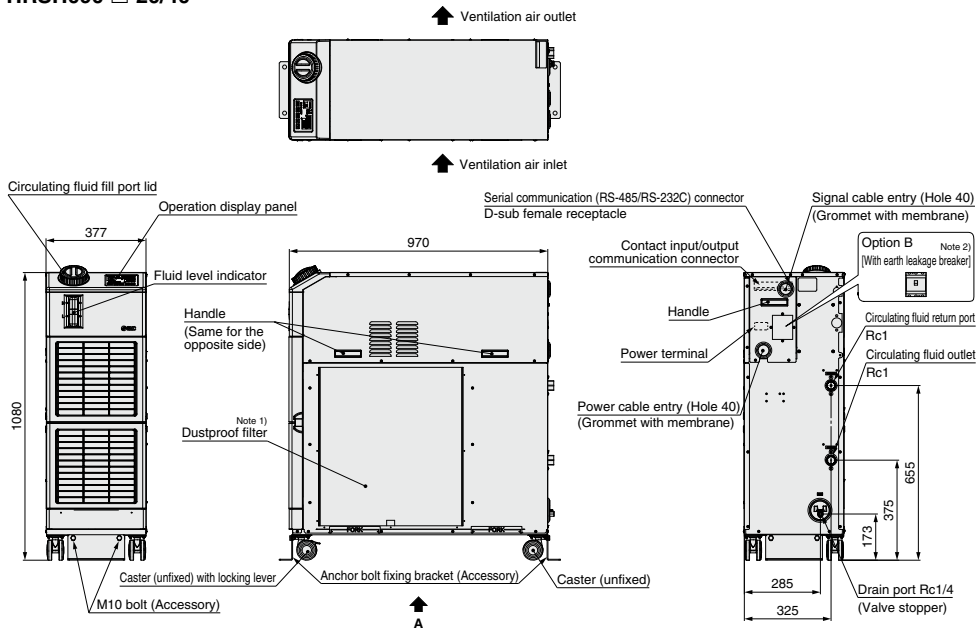 Ventilation air outlet
Ventilation air inlet
Circulating fluid fill port lid
Operation display panel
377
Fluid level indicator
1080
M10 bolt (Accessory)
970
Handle
(Same for the
opposite side)
Note 1)
Dustproof filter
FORK
FORK
Caster (unfixed) with locking lever
Anchor bolt fixing bracket (Accessory)
Caster (unfixed)
A
Serial communication (RS-485/RS-232C) connector
D-sub female receptacle
Signal cable entry (Hole 40)
(Grommet with membrane)
Contact input/output
communication connector
Option B
Note 2)
[With earth leakage breaker]
Handle
Power terminal
Circulating fluid return port
Rc1
Circulating fluid outlet
Rc1
Power cable entry (Hole 40)
(Grommet with membrane)
655
375
173
285
325
Drain port Rc1/4
(Valve stopper)